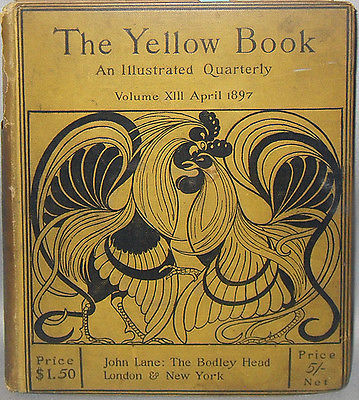 The Yellow Book
An Illustrated Quarterly
Volume XIII April 1897
Price
$1.50
John Lane: The Bodley Head
London & New York
Price
5/-
Net